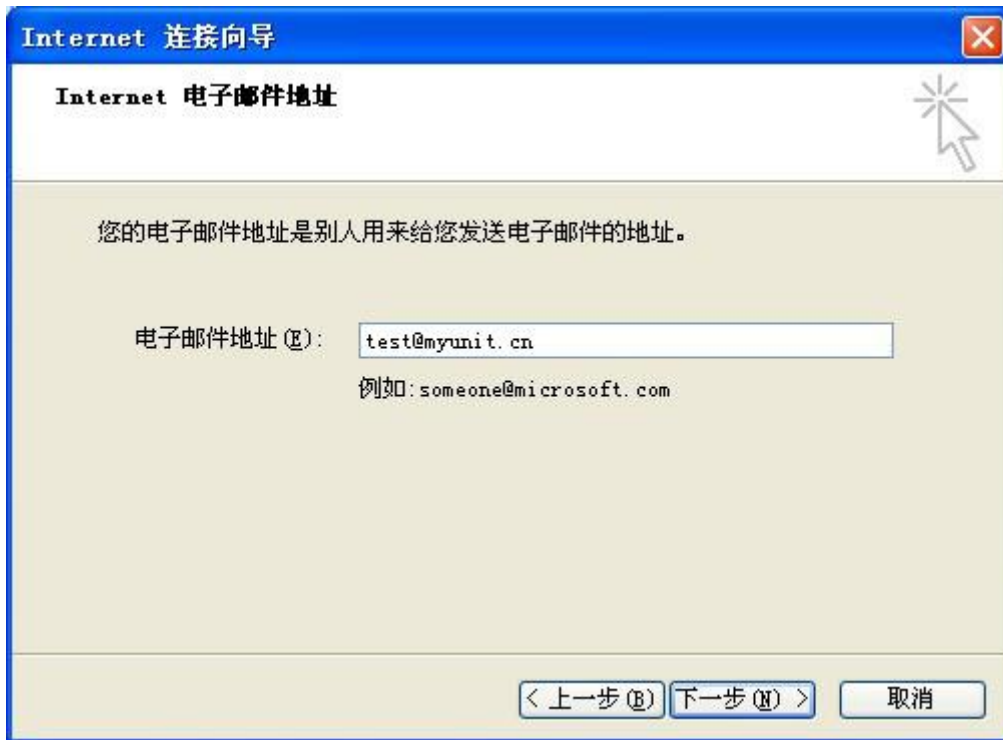 Internet 连接向导
Internet 电子邮件地址
您的电子邮件地址是别人用来给您发送电子邮件的地址。
电子邮件地址(E): test@myunit.cn
例如:someone@microsoft.com
< 上一步(B) 下一步(N) > 取消